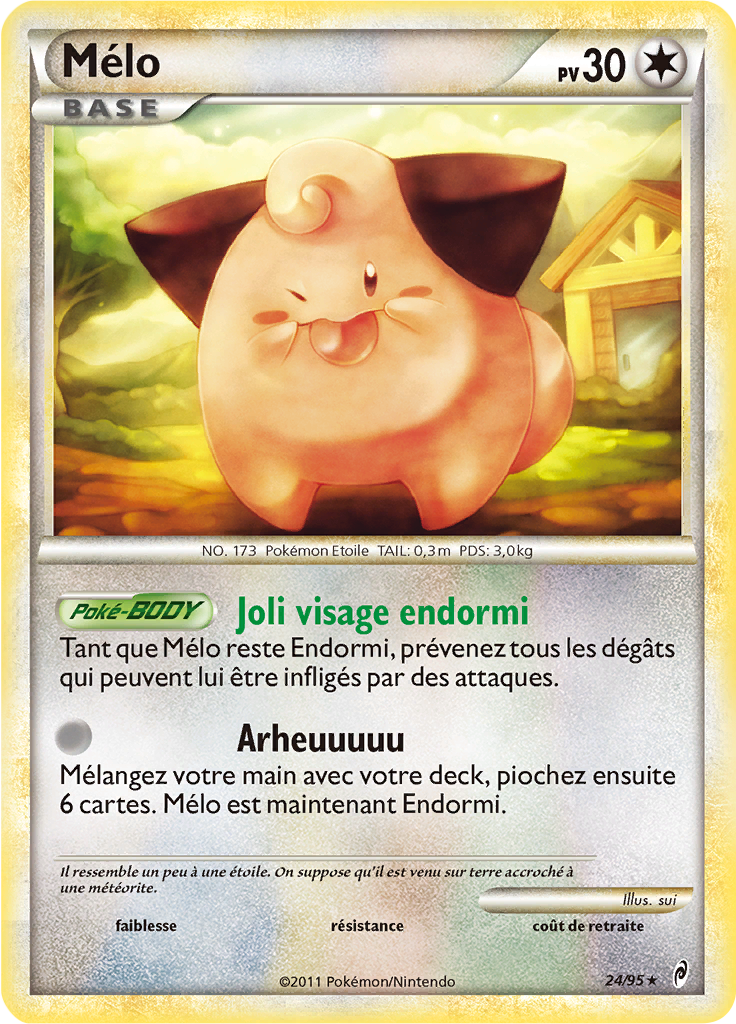 Mélo
PV 30
BASE
NO. 173 Pokémon Etoile TAIL: 0,3m PDS: 3,0kg
Poké-BODY Joli visage endormi
Tant que Mélo reste Endormi, prévenez tous les dégâts
qui peuvent lui être infligés par des attaques.
Arheuuuuu
Mélangez votre main avec votre deck, piochez ensuite
6 cartes. Mélo est maintenant Endormi.
Il ressemble un peu à une étoile. On suppose qu'il est venu sur terre accroché à
une météorite.
Illus. sui
faiblesse résistance coût de retraite
©2011 Pokémon/Nintendo
24/95 ★